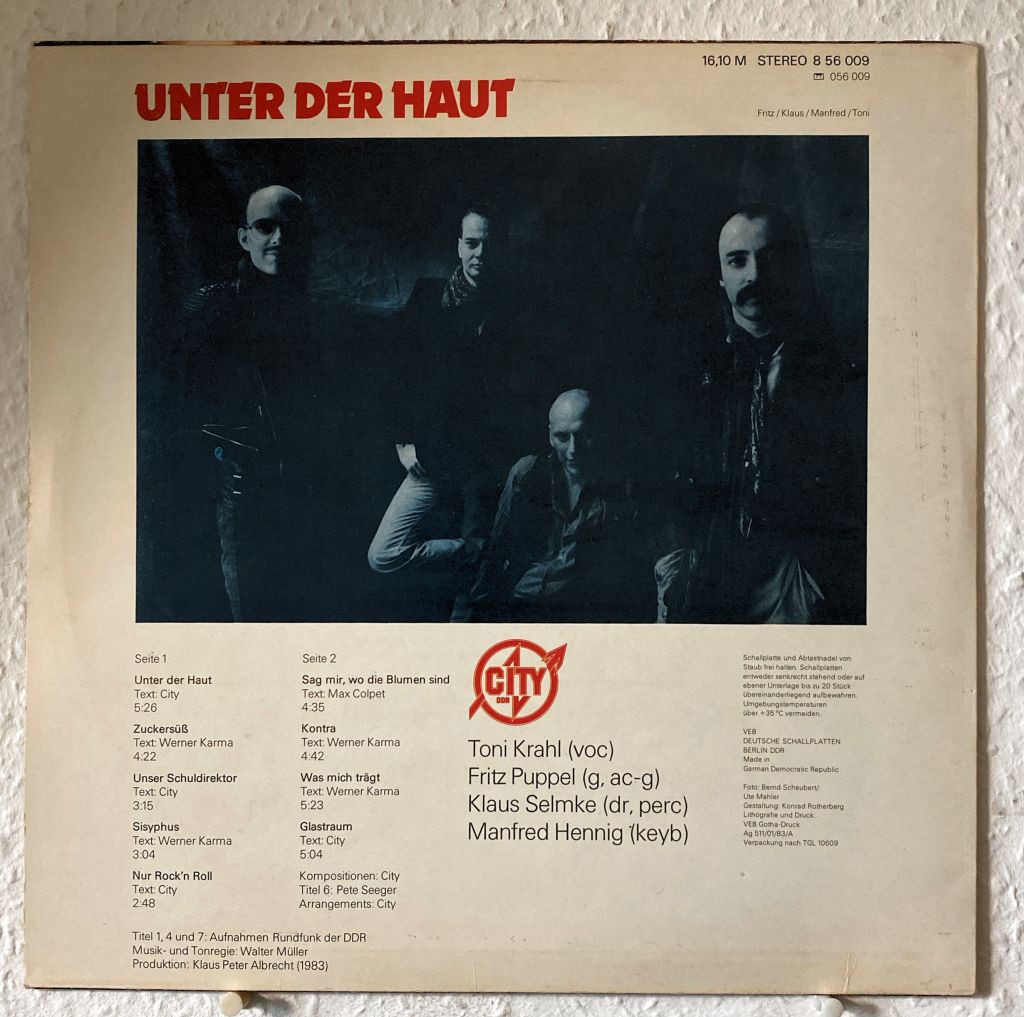 16,10 M STEREO 8 56 009
056 009
UNTER DER HAUT
Fritz / Klaus / Manfred / Toni
Seite 1
Unter der Haut
Text: City
5:26
Zuckersüß
Text: Werner Karma
4:22
Unser Schuldirektor
Text: City
3:15
Sisyphus
Text: Werner Karma
3:04
Nur Rock'n Roll
Text: City
2:48
Seite 2
Sag mir, wo die Blumen sind
Text: Max Colpet
4:35
Kontra
Text: Werner Karma
4:42
Was mich trägt
Text: Werner Karma
5:23
Glastraum
Text: City
5:04
Kompositionen: City
Titel 6: Pete Seeger
Arrangements: City
Titel 1, 4 und 7: Aufnahmen Rundfunk der DDR
Musik- und Tonregie: Walter Müller
Produktion: Klaus Peter Albrecht (1983)
CITY
DDR
Toni Krahl (voc)
Fritz Puppel (g, ac-g)
Klaus Selmke (dr, perc)
Manfred Hennig (keyb)
Schallplatte und Abtastnadel von
Staub frei halten. Schallplatten
entweder senkrecht stehend oder auf
ebener Unterlage bis zu 20 Stück
übereinanderliegend aufbewahren.
Umgebungstemperaturen
über +35 °C vermeiden.
VEB
DEUTSCHE SCHALLPLATTEN
BERLIN DDR
Made in
German Democratic Republic
Foto: Bernd Scheubert/
Ute Mahler
Gestaltung: Konrad Rotherberg
Lithografie und Druck:
VEB Gotha-Druck
Ag 511/01/83/A
Verpackung nach TGL 10609